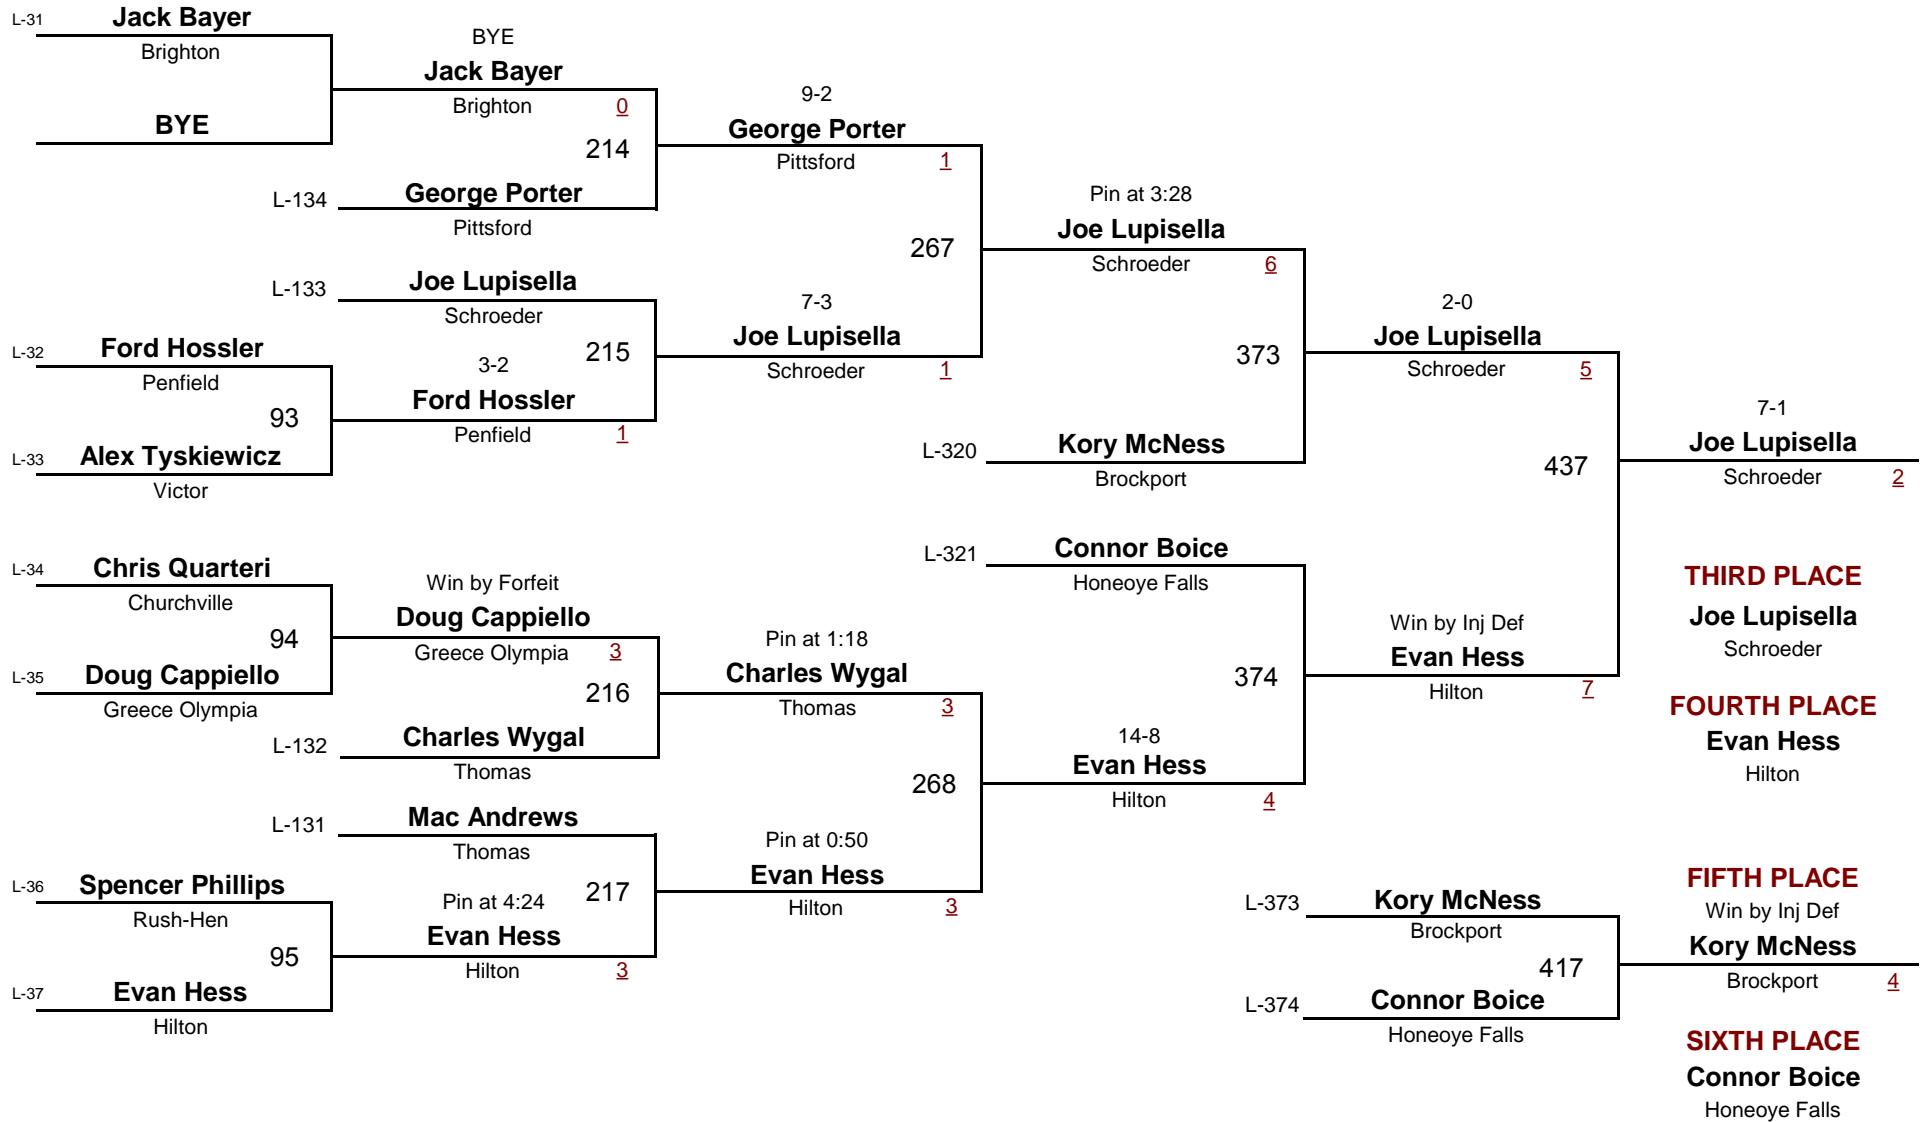 L-31 Jack Bayer
Brighton
BYE
BYE
Jack Bayer
Brighton 0
214
L-134 George Porter
Pittsford
9-2
George Porter
Pittsford 1
L-133 Joe Lupisella
Schroeder
215
L-32 Ford Hossler
Penfield
93
L-33 Alex Tyskiewicz
Victor
3-2
Ford Hossler
Penfield 1
7-3
Joe Lupisella
Schroeder 1
267
Pin at 3:28
Joe Lupisella
Schroeder 6
373
L-320 Kory McNess
Brockport
2-0
Joe Lupisella
Schroeder 5
437
7-1
Joe Lupisella
Schroeder 2
L-34 Chris Quarteri
Churchville
94
L-35 Doug Cappiello
Greece Olympia
Win by Forfeit
Doug Cappiello
Greece Olympia 3
216
L-132 Charles Wygal
Thomas
Pin at 1:18
Charles Wygal
Thomas 3
268
L-131 Mac Andrews
Thomas
217
L-36 Spencer Phillips
Rush-Hen
95
L-37 Evan Hess
Hilton
Pin at 4:24
Evan Hess
Hilton 3
Pin at 0:50
Evan Hess
Hilton 3
L-321 Connor Boice
Honeoye Falls
374
14-8
Evan Hess
Hilton 4
Win by Inj Def
Evan Hess
Hilton 7
THIRD PLACE
Joe Lupisella
Schroeder
FOURTH PLACE
Evan Hess
Hilton
L-373 Kory McNess
Brockport
417
L-374 Connor Boice
Honeoye Falls
FIFTH PLACE
Win by Inj Def
Kory McNess
Brockport 4
SIXTH PLACE
Connor Boice
Honeoye Falls